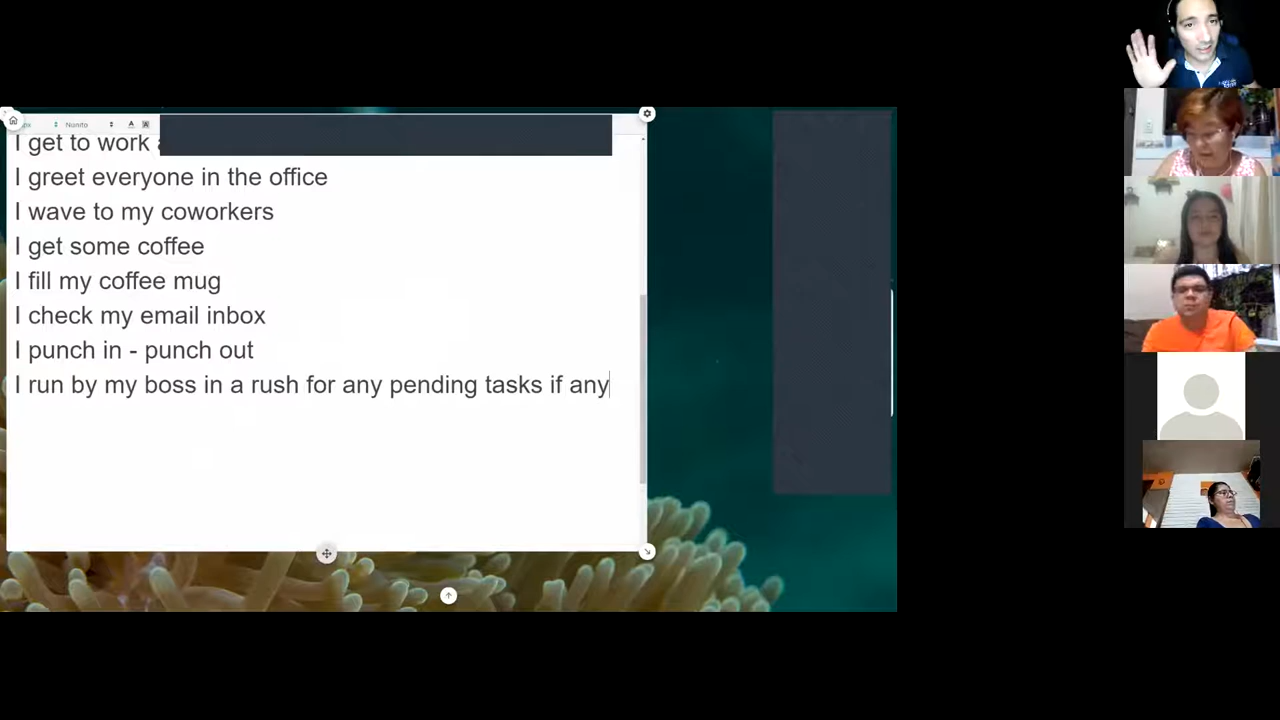 Nunito
I get to work
I greet everyone in the office
I wave to my coworkers
I get some coffee
I fill my coffee mug
I check my email inbox
I punch in - punch out
I run by my boss in a rush for any pending tasks if any